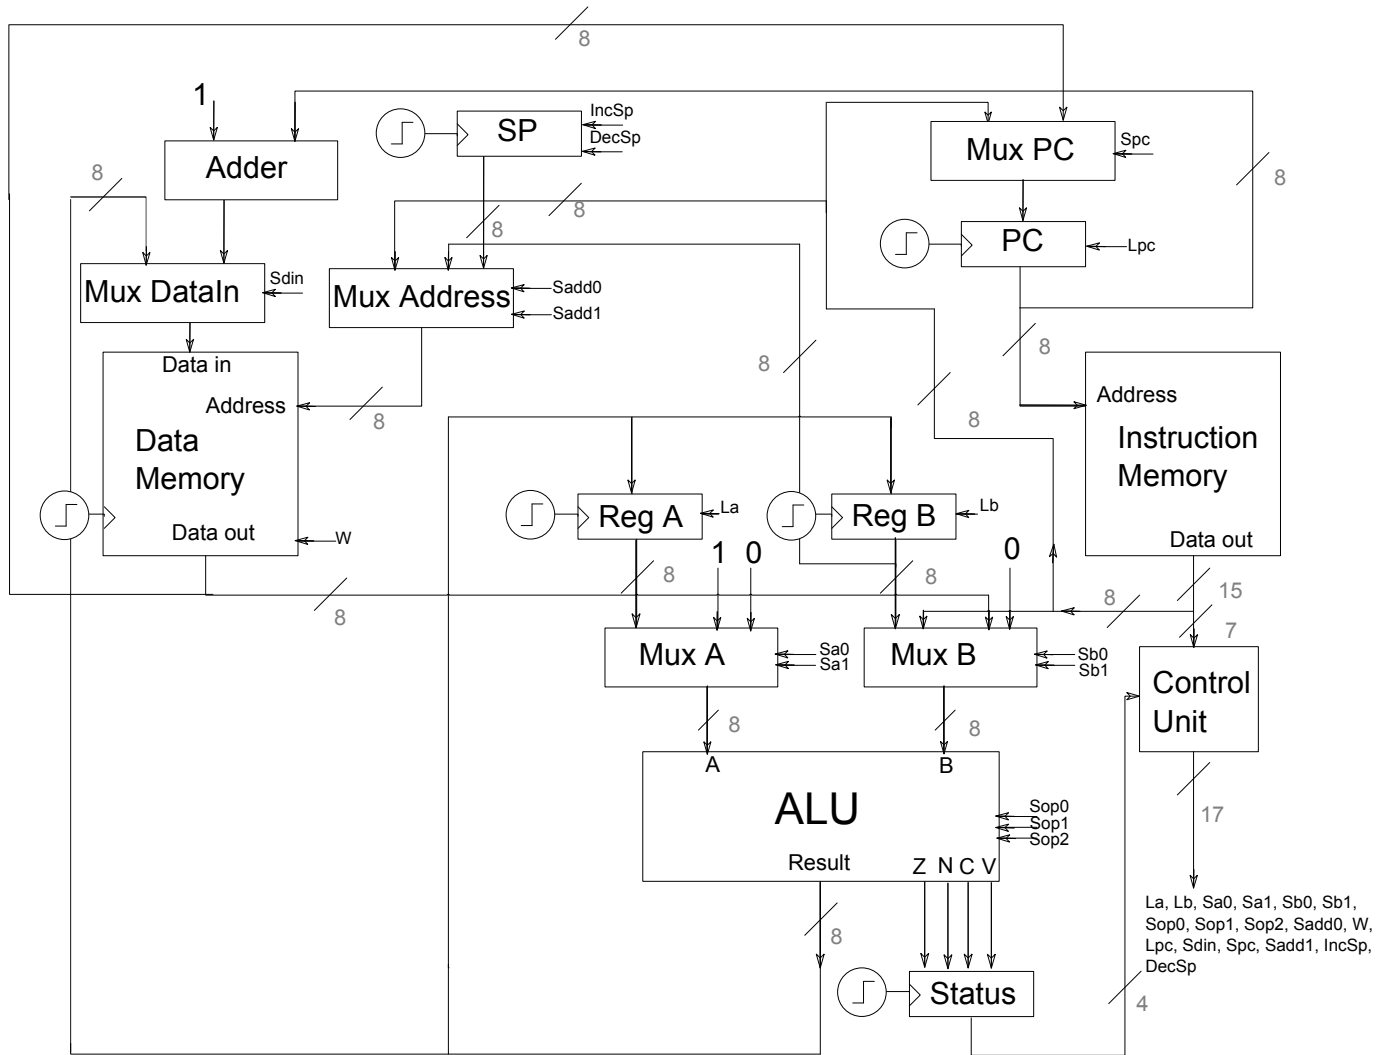 8
1
SP
IncSp
DecSp
Mux PC
Spc
Adder
8
8
8
8
PC
Lpc
Mux DataIn
Sdin
Mux Address
Sadd0
Sadd1
8
8
8
Data in
Address
8
Data
Memory
Data out
W
8
8
Address
Instruction
Memory
Data out
Reg A
La
Reg B
Lb
1 0
0
8
8
8
8
15
7
Mux A
Sa0
Sa1
Mux B
Sb0
Sb1
Control
Unit
8
8
A
B
ALU
Sop0
Sop1
Sop2
Result
Z N C V
17
8
La, Lb, Sa0, Sa1, Sb0, Sb1,
Sop0, Sop1, Sop2, Sadd0, W,
Lpc, Sdin, Spc, Sadd1, IncSp,
DecSp
Status
4